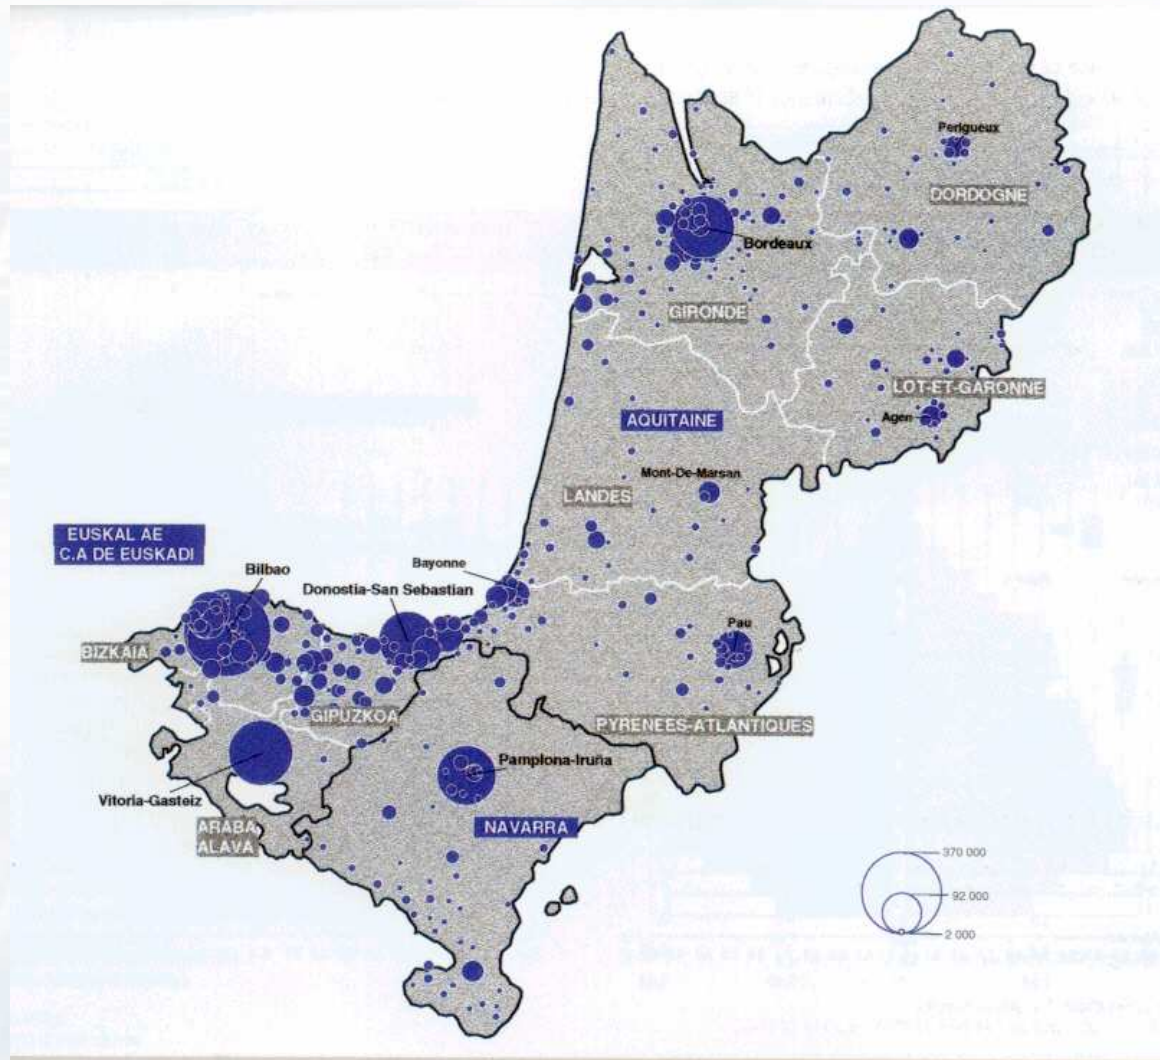 Perigueux
DORDOGNE
Bordeaux
GIRONDE
LOT-ET-GARONNE
AQUITAINE
Agen
Mont-De-Marsan
LANDES
EUSKAL AE
C.A DE EUSKADI
Bilbao
Bayonne
Donostia-San Sebastian
Pau
BIZKAIA
GIPUZKOA
PYRENEES-ATLANTIQUES
Pamplona-Iruña
Vitoria-Gasteiz
ARABA
ALAVA
NAVARRA
370 000
92 000
2 000